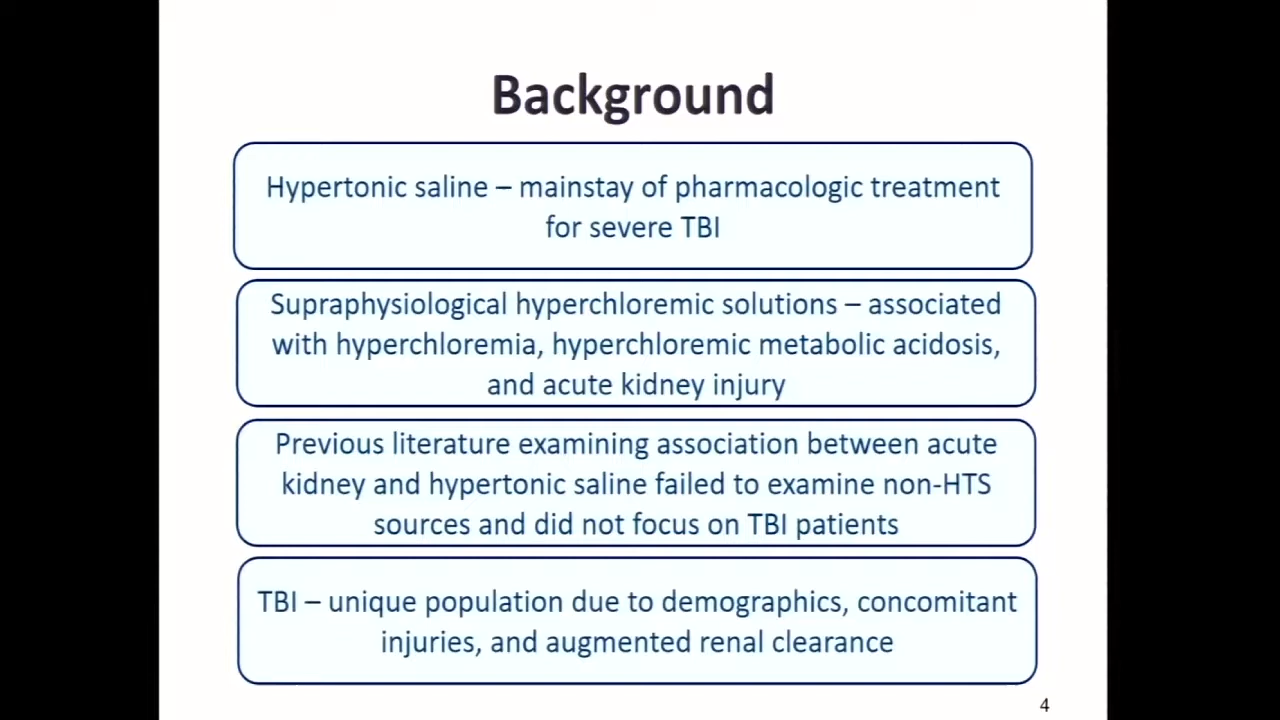 Background
Hypertonic saline – mainstay of pharmacologic treatment
for severe TBI
Supraphysiological hyperchloremic solutions – associated
with hyperchloremia, hyperchloremic metabolic acidosis,
and acute kidney injury
Previous literature examining association between acute
kidney and hypertonic saline failed to examine non-HTS
sources and did not focus on TBI patients
TBI – unique population due to demographics, concomitant
injuries, and augmented renal clearance
4